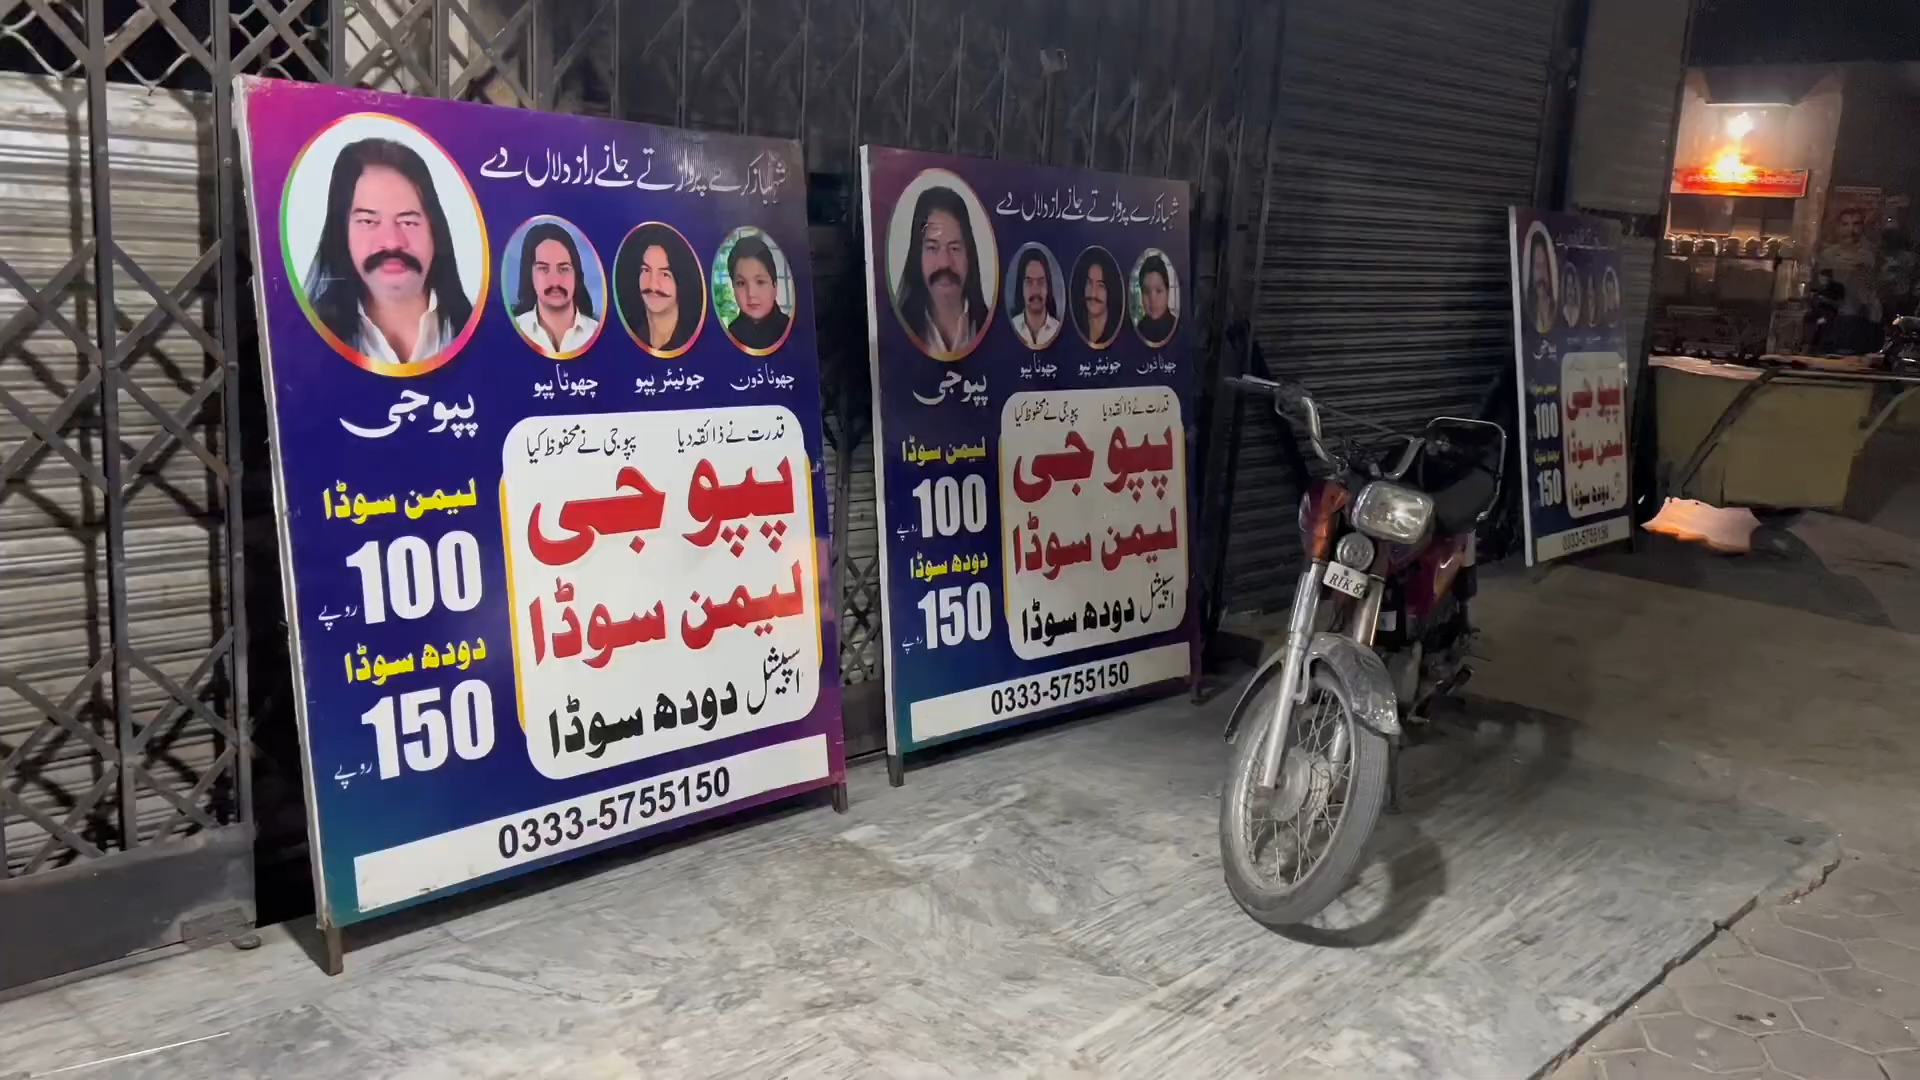 شہباز کرے پرواز تے جانے راز دلاں دے
پپو جی
چھوٹا پپو
جونیئر پپو
چھوٹا ڈون
قدرت نے ذائقہ دیا پپو جی نے محفوظ کیا
پپو جی
لیمن سوڈا
اسپیشل دودھ سوڈا
لیمن سوڈا
100 روپے
دودھ سوڈا
150 روپے
0333-5755150
شہباز کرے پرواز تے جانے راز دلاں دے
پپو جی
چھوٹا پپو
جونیئر پپو
چھوٹا ڈون
قدرت نے ذائقہ دیا پپو جی نے محفوظ کیا
پپو جی
لیمن سوڈا
اسپیشل دودھ سوڈا
لیمن سوڈا
100 روپے
دودھ سوڈا
150 روپے
0333-5755150
پپو جی
پپو جی
لیمن سوڈا
دودھ سوڈا
100
150
0333-5755150